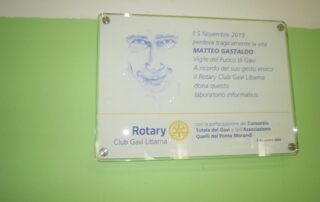 Il 5 Novembre 2019
perdeva tragicamente la vita
MATTEO GASTALDO
Vigile del Fuoco di Gavi
A ricordo del suo gesto eroico
il Rotary Club Gavi Libarna
dona questo
laboratorio informatico.
Rotary
Club Gavi Libarna
con la partecipazione del Consorzio
Tutela del Gavi e dell'Associazione
Quelli del Ponte Morandi